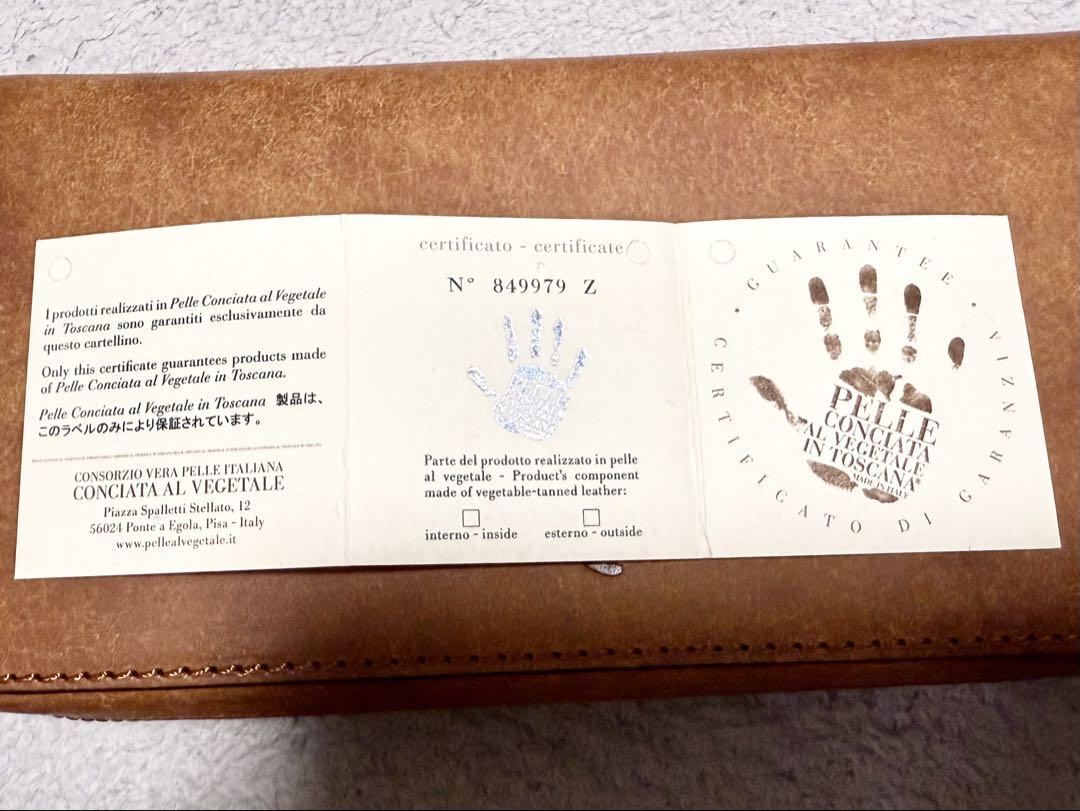 I prodotti realizzati in Pelle Conciata al Vegetale
in Toscana sono garantiti esclusivamente da
questo cartellino.
Only this certificate guarantees products made
of Pelle Conciata al Vegetale in Toscana.
Pelle Conciata al Vegetale in Toscana 製品は、
このラベルのみにより保証されています。
CONSORZIO VERA PELLE ITALIANA
CONCIATA AL VEGETALE
Piazza Spalletti Stellato, 12
56024 Ponte a Egola, Pisa - Italy
www.pellealvegetale.it
certificato - certificate
N° 849979 Z
Parte del prodotto realizzato in pelle
al vegetale - Product's component
made of vegetable-tanned leather:
interno - inside esterno - outside
GUARANTEE
CERTIFICATO DI GARANZIA
PELLE
CONCIATA
AL VEGETALE
IN TOSCANA®
MADE IN ITALY